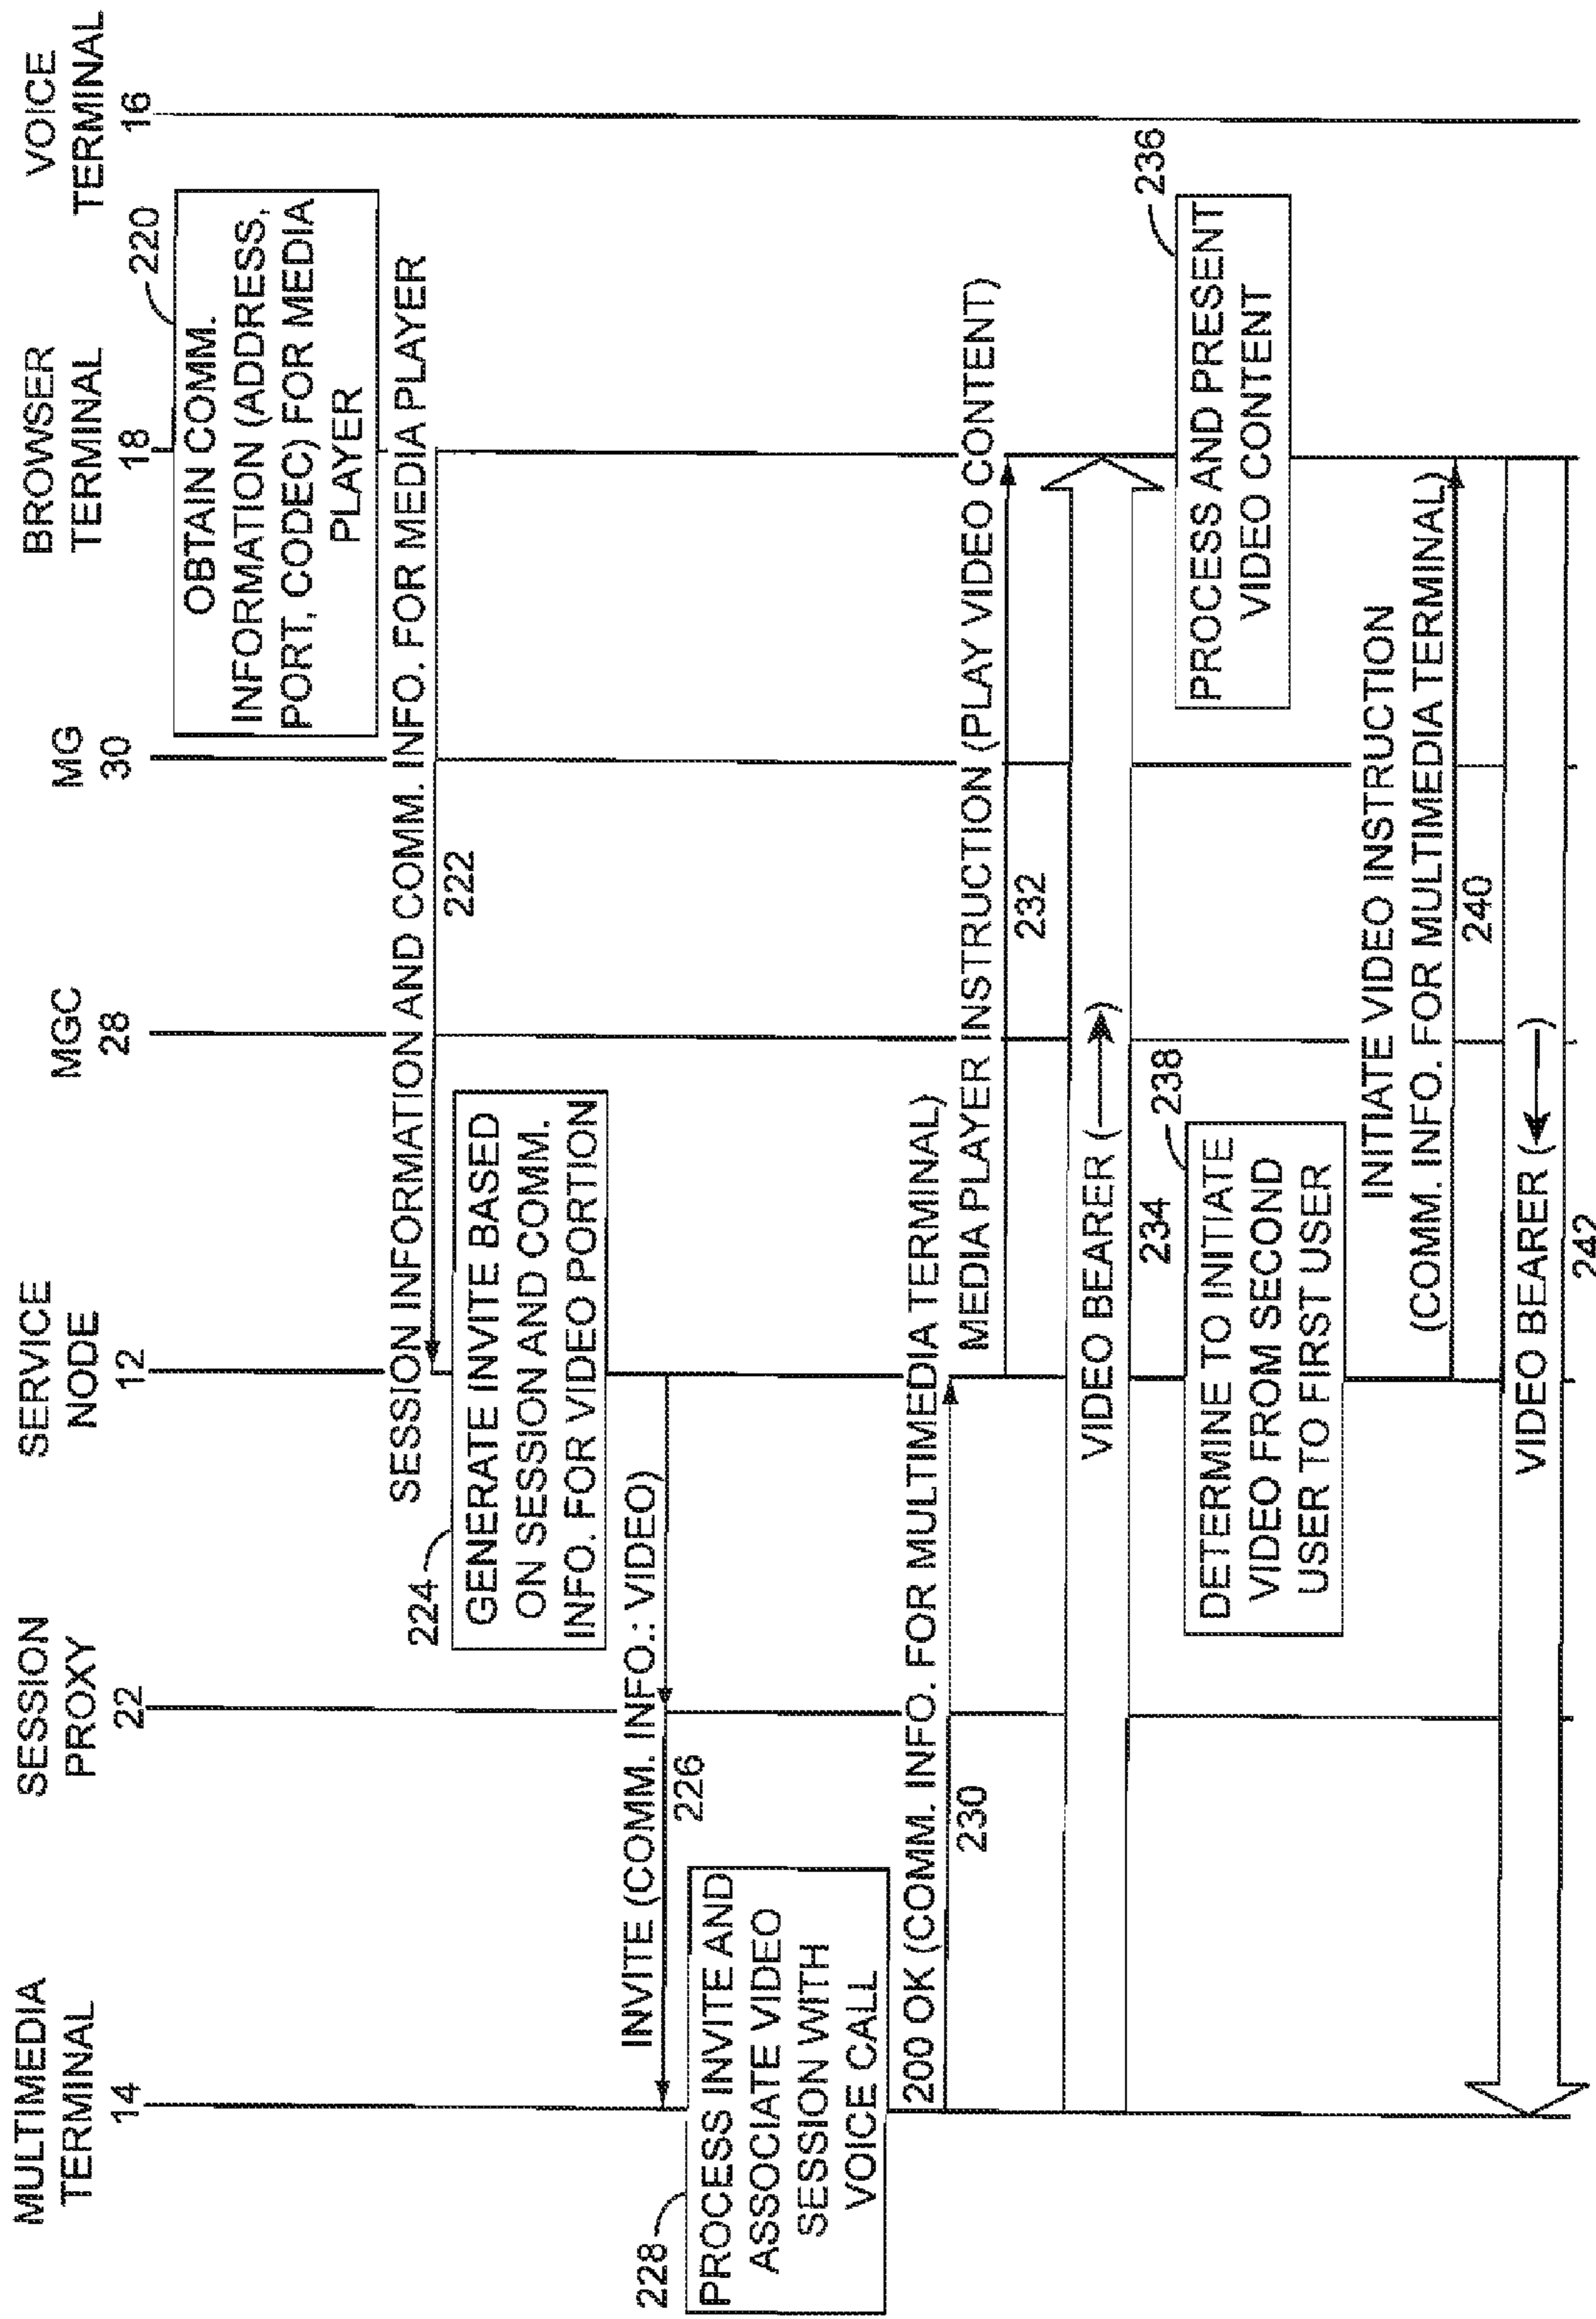 MULTIMEDIA
TERMINAL
14
SESSION
PROXY
22
SERVICE
NODE
12
MGC
28
MG
30
BROWSER
TERMINAL
18
VOICE
TERMINAL
16
220
OBTAIN COMM.
INFORMATION (ADDRESS,
PORT, CODEC) FOR MEDIA
PLAYER
SESSION INFORMATION AND COMM. INFO. FOR MEDIA PLAYER
222
224
GENERATE INVITE BASED
ON SESSION AND COMM.
INFO. FOR VIDEO PORTION
INVITE (COMM. INFO.: VIDEO)
226
228
PROCESS INVITE AND
ASSOCIATE VIDEO
SESSION WITH
VOICE CALL
200 OK (COMM. INFO. FOR MULTIMEDIA TERMINAL)
230
MEDIA PLAYER INSTRUCTION (PLAY VIDEO CONTENT)
232
VIDEO BEARER ( )
234
236
PROCESS AND PRESENT
VIDEO CONTENT
238
DETERMINE TO INITIATE
VIDEO FROM SECOND
USER TO FIRST USER
INITIATE VIDEO INSTRUCTION
(COMM. INFO. FOR MULTIMEDIA TERMINAL)
240
VIDEO BEARER ( )
242